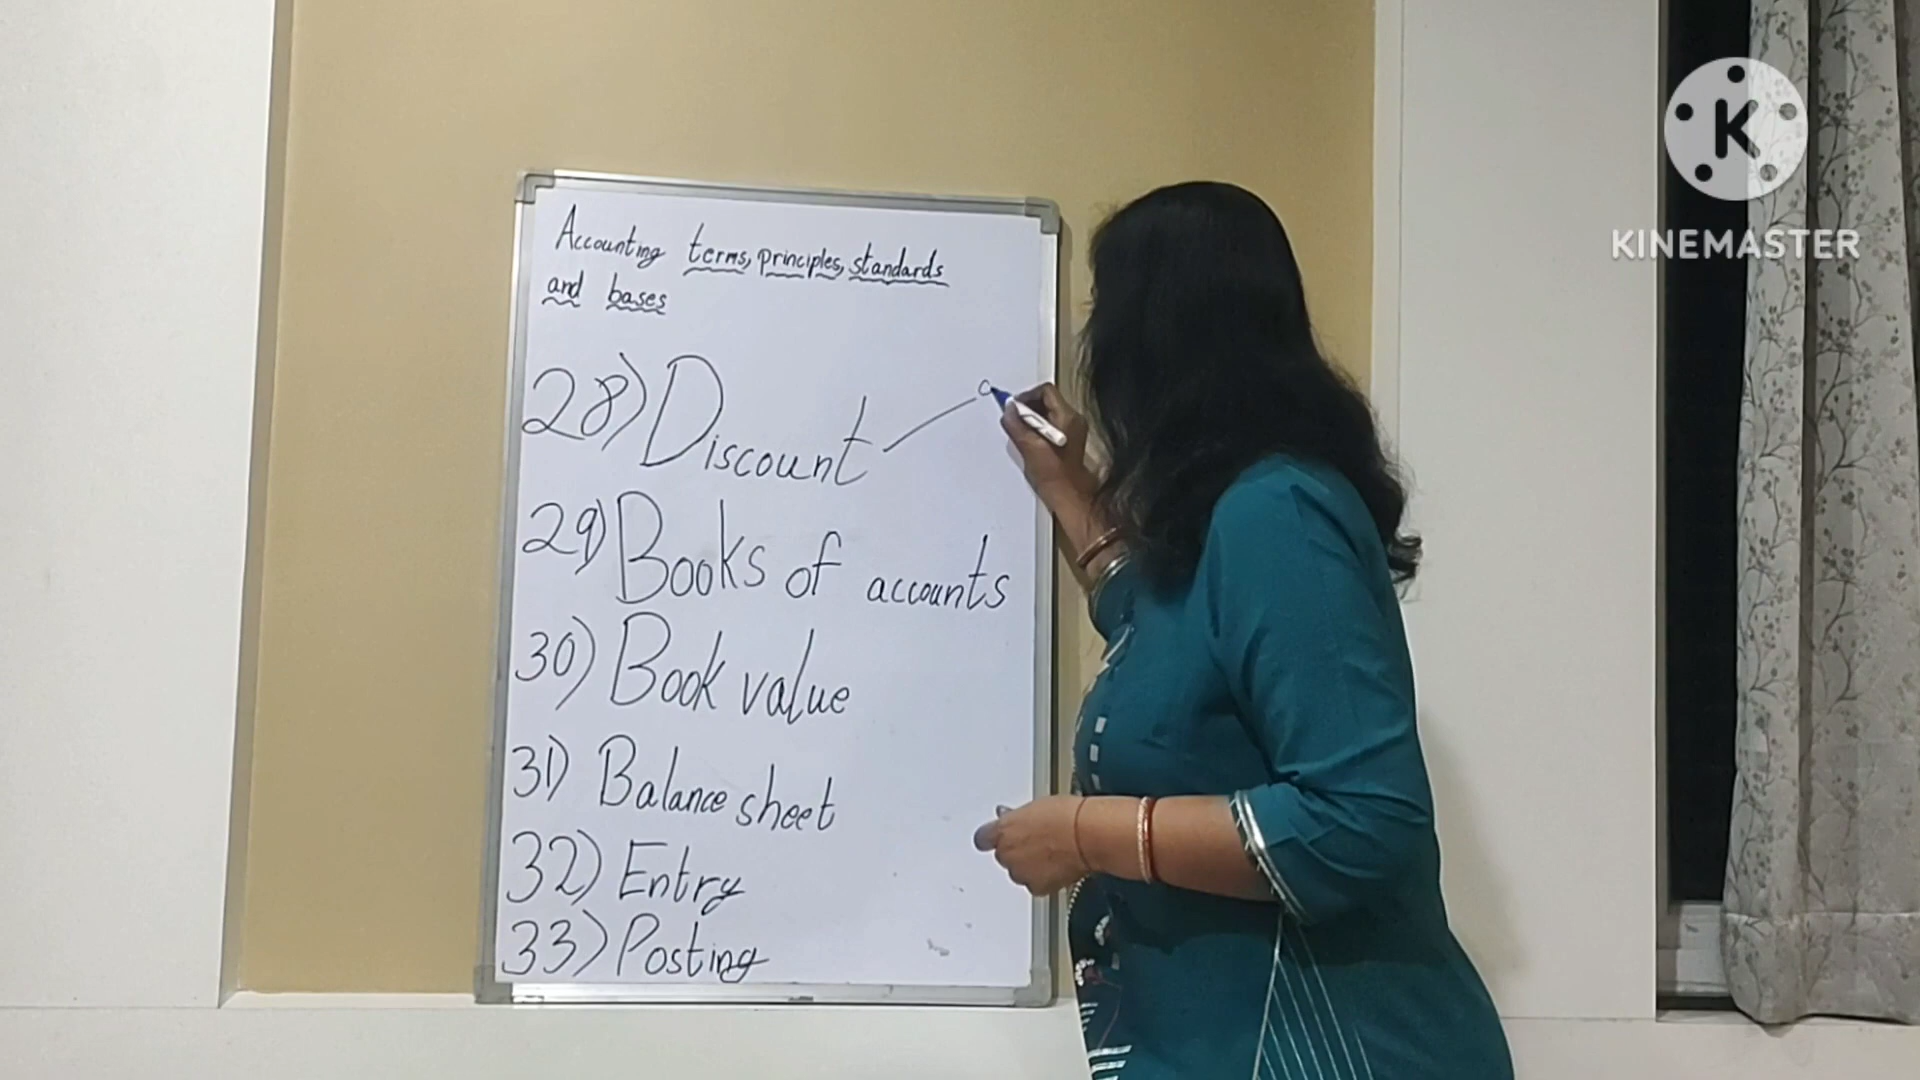 Accounting terms, principles, standards
and bases
28) Discount
29) Books of accounts
30) Book value
31) Balance sheet
32) Entry
33) Posting
K
KINEMASTER